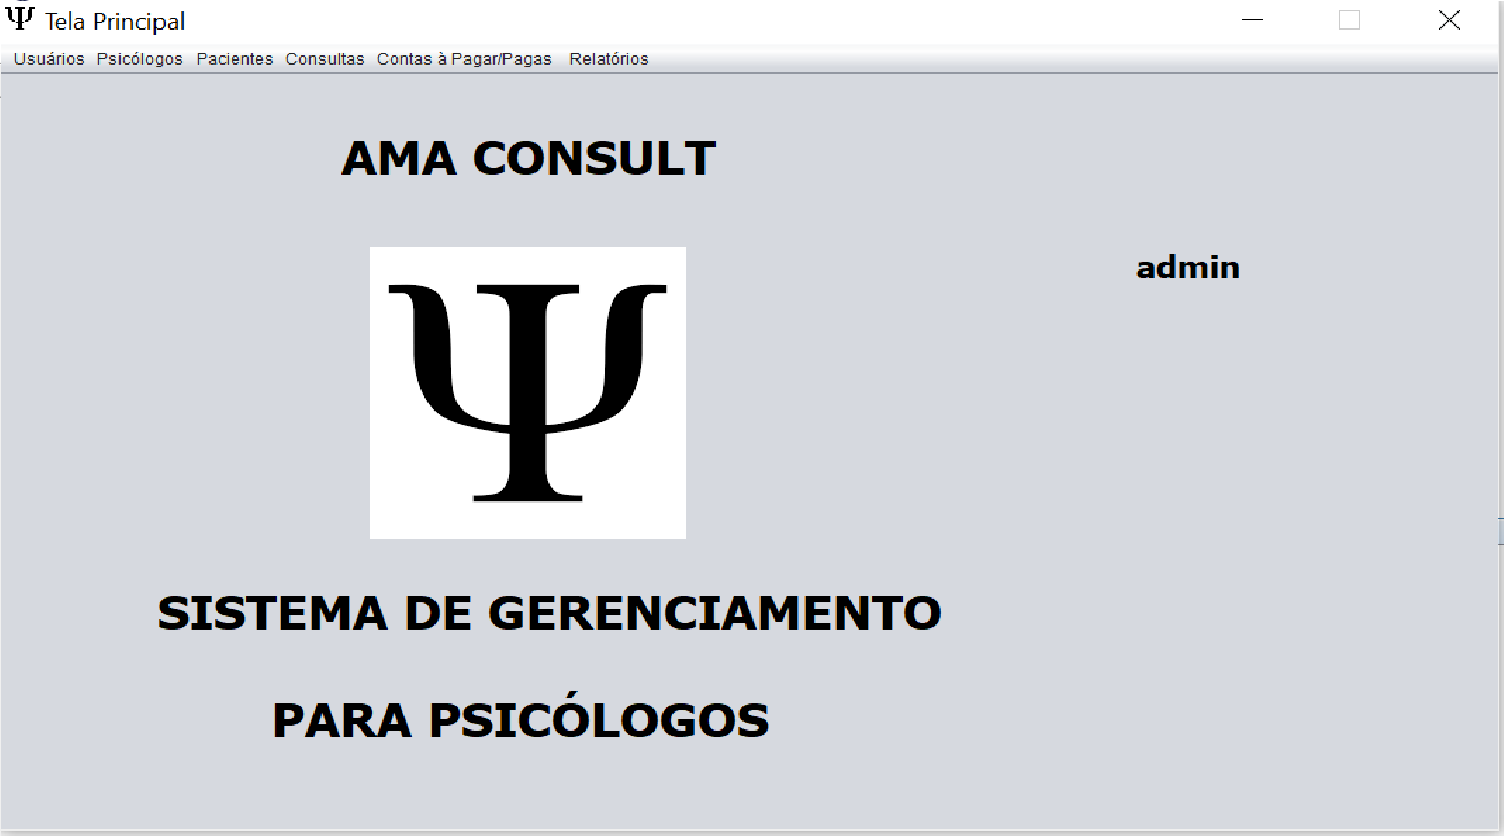 Ψ Tela Principal
Usuários Psicólogos Pacientes Consultas Contas à Pagar/Pagas Relatórios
AMA CONSULT
admin
Ψ
SISTEMA DE GERENCIAMENTO
PARA PSICÓLOGOS